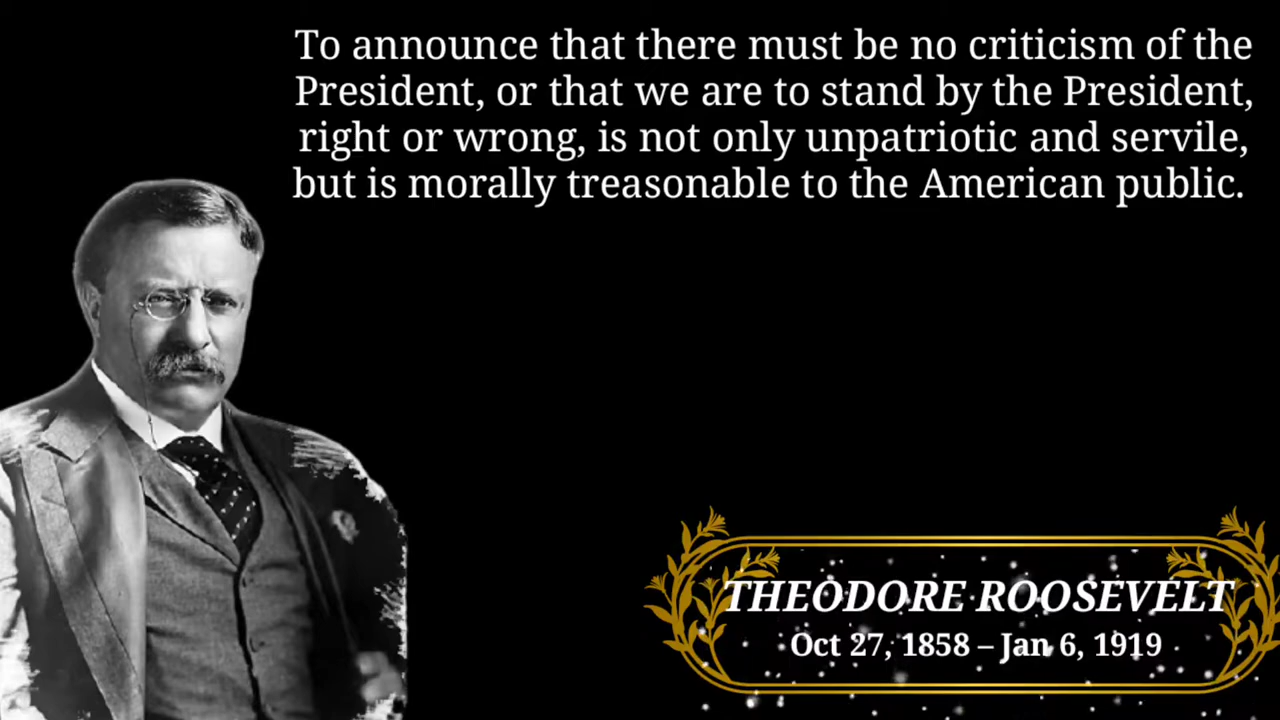 To announce that there must be no criticism of the
President, or that we are to stand by the President,
right or wrong, is not only unpatriotic and servile,
but is morally treasonable to the American public.
THEODORE ROOSEVELT
Oct 27, 1858 – Jan 6, 1919